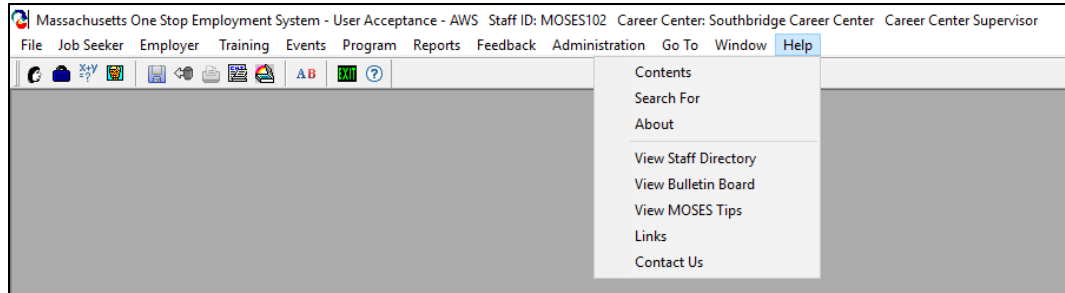 Massachusetts One Stop Employment System - User Acceptance - AWS Staff ID: MOSES102 Career Center: Southbridge Career Center Career Center Supervisor
File Job Seeker Employer Training Events Program Reports Feedback Administration Go To Window Help
X+Y =? AB EXIT ?
Contents
Search For
About
View Staff Directory
View Bulletin Board
View MOSES Tips
Links
Contact Us